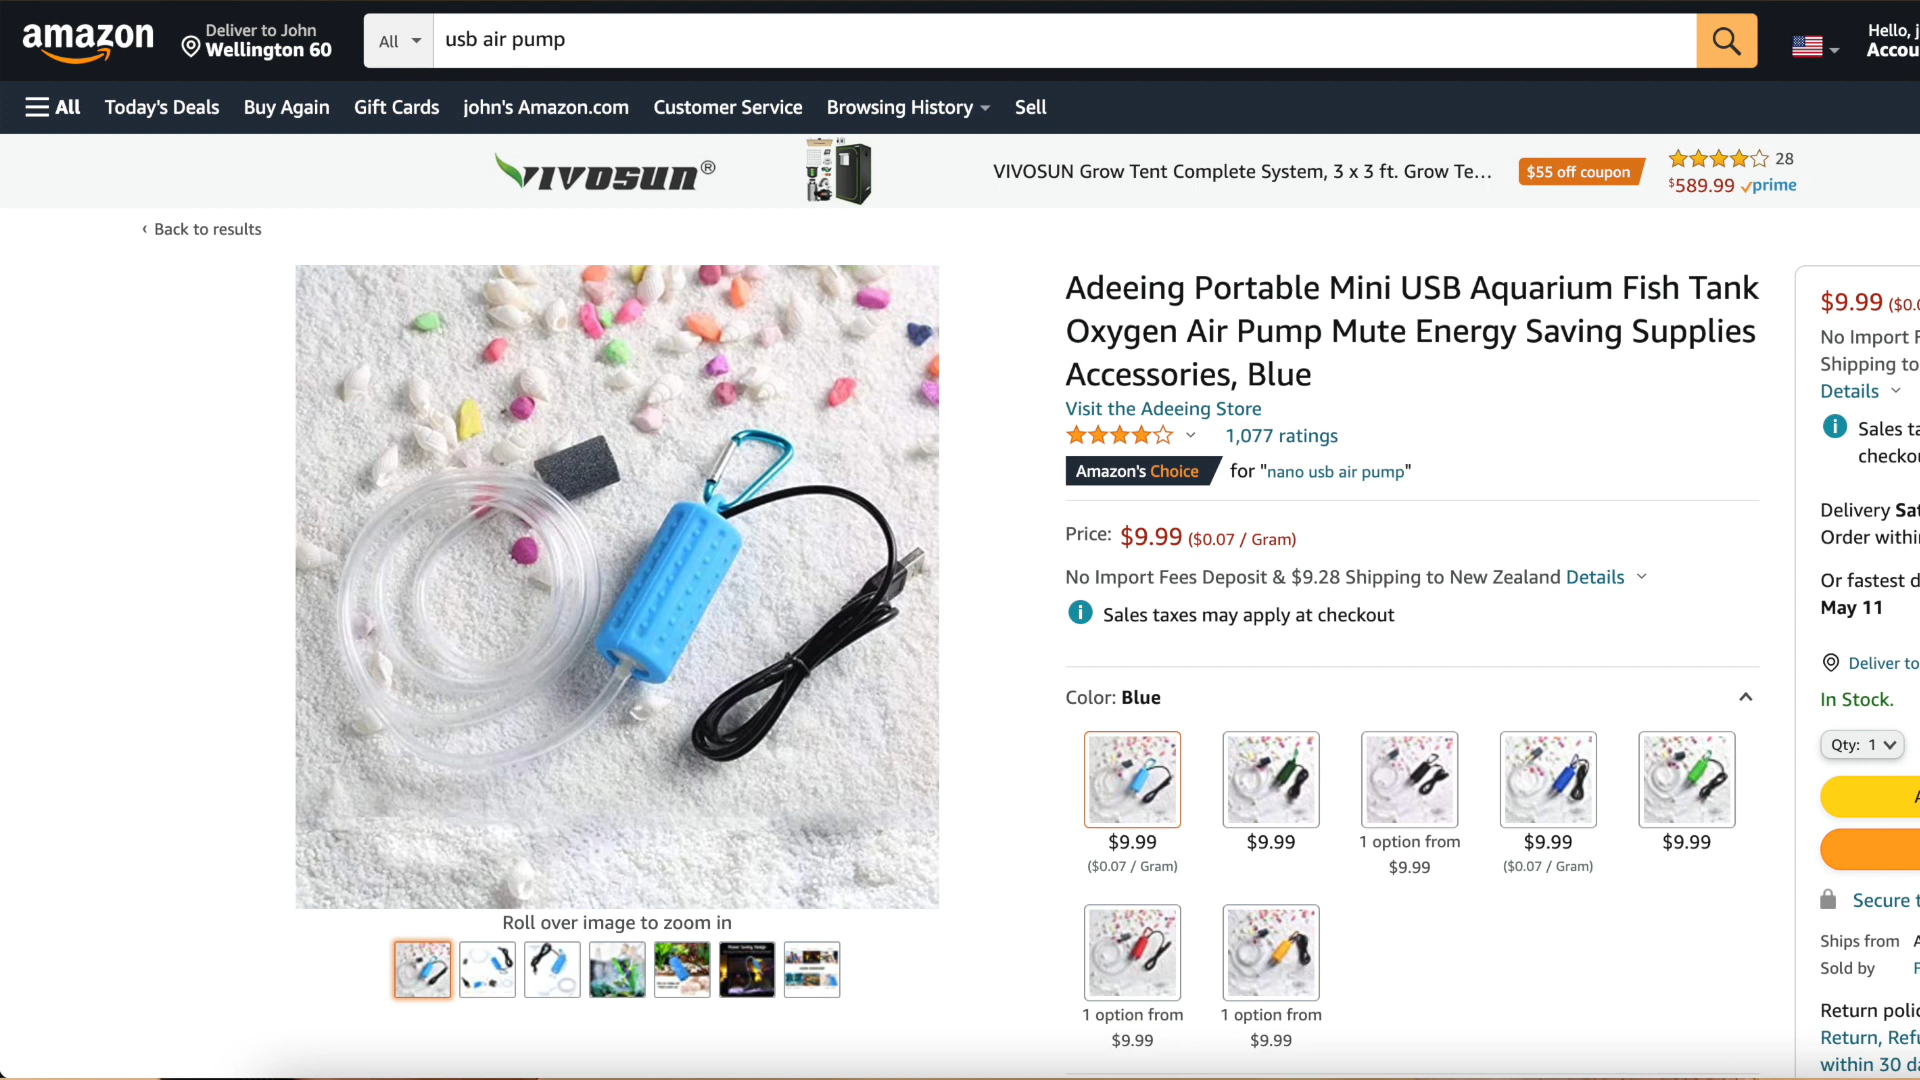 amazon
Deliver to John
Wellington 60
All
usb air pump
Hello, j
Accou
All
Today's Deals
Buy Again
Gift Cards
john's Amazon.com
Customer Service
Browsing History
Sell
VIVOSUN®
VIVOSUN Grow Tent Complete System, 3 x 3 ft. Grow Te...
$55 off coupon
28
$589.99 prime
‹ Back to results
Adeeing Portable Mini USB Aquarium Fish Tank
Oxygen Air Pump Mute Energy Saving Supplies
Accessories, Blue
Visit the Adeeing Store
1,077 ratings
Amazon's Choice for "nano usb air pump"
Price: $9.99 ($0.07 / Gram)
No Import Fees Deposit & $9.28 Shipping to New Zealand Details
Sales taxes may apply at checkout
Color: Blue
$9.99
($0.07 / Gram)
$9.99
1 option from
$9.99
$9.99
($0.07 / Gram)
$9.99
1 option from
$9.99
1 option from
$9.99
Roll over image to zoom in
$9.99 ($0.0
No Import F
Shipping to
Details
Sales ta
checkou
Delivery Sat
Order within
Or fastest d
May 11
Deliver to
In Stock.
Qty: 1
Secure t
Ships from A
Sold by F
Return polic
Return, Refu
within 30 da